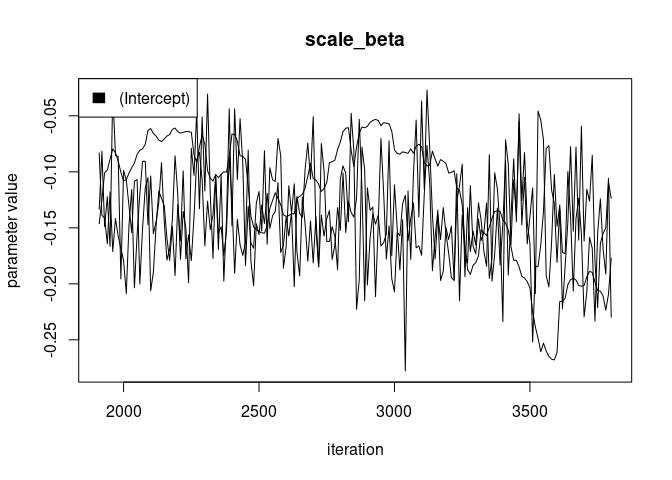 scale_beta
(Intercept)
parameter value
-0.05
-0.10
-0.15
-0.20
-0.25
2000 2500 3000 3500
iteration